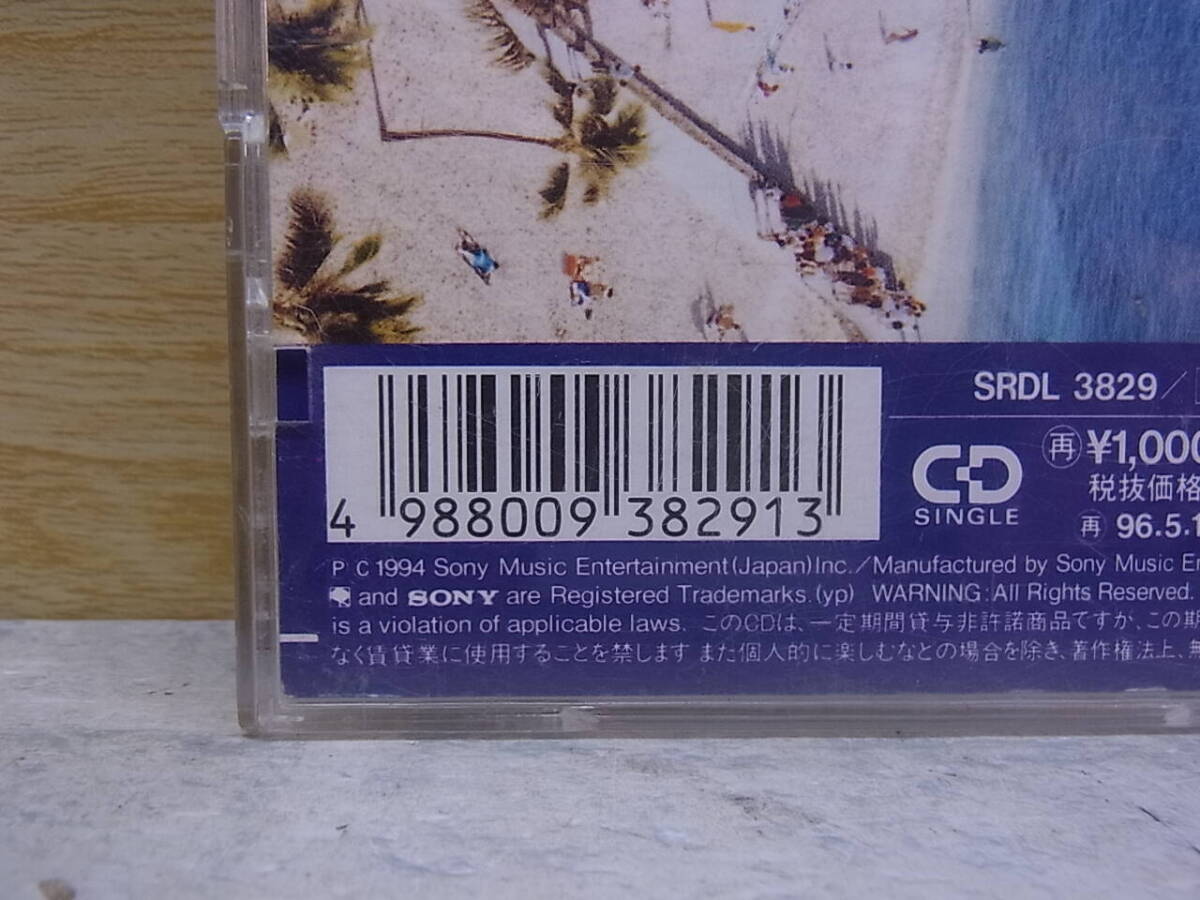 SRDL 3829/
CD
SINGLE
再 ¥1,000
税抜価格
再 96.5.
4 988009 382913
P C 1994 Sony Music Entertainment(Japan)Inc./Manufactured by Sony Music
and SONY are Registered Trademarks.(yp) WARNING: All Rights Reserved.
is a violation of applicable laws. このCDは、一定期間貸与非許諾商品ですが、この期
なく賃貸業に使用することを禁します また個人的に楽しむなどの場合を除き、著作権法上、無